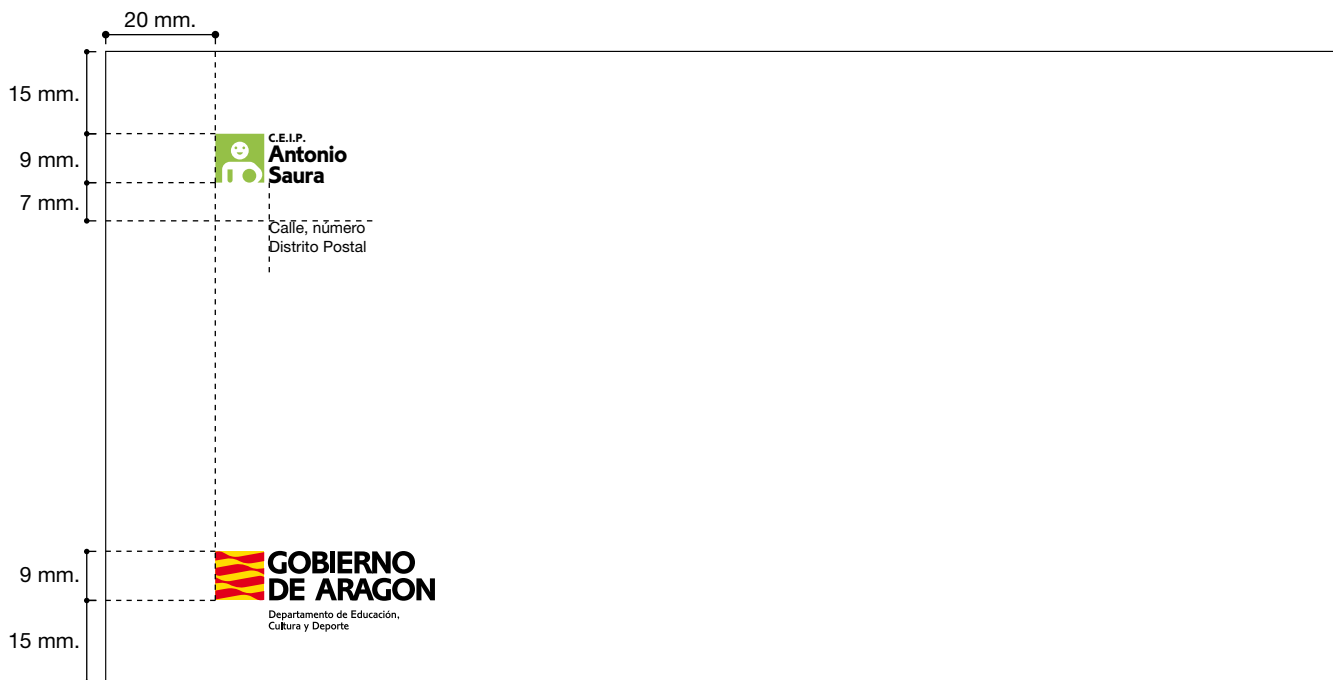 20 mm.
15 mm.
9 mm.
7 mm.
C.E.I.P.
Antonio
Saura
Calle, número
Distrito Postal
9 mm.
15 mm.
GOBIERNO
DE ARAGON
Departamento de Educación,
Cultura y Deporte